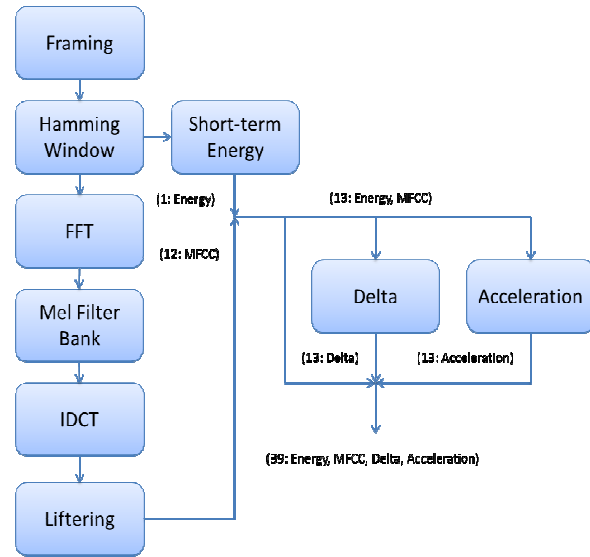 Framing
Hamming
Window
Short-term
Energy
(1: Energy)
(13: Energy, MFCC)
FFT
(12: MFCC)
Delta
Acceleration
Mel Filter
Bank
(13: Delta)
(13: Acceleration)
IDCT
(39: Energy, MFCC, Delta, Acceleration)
Liftering